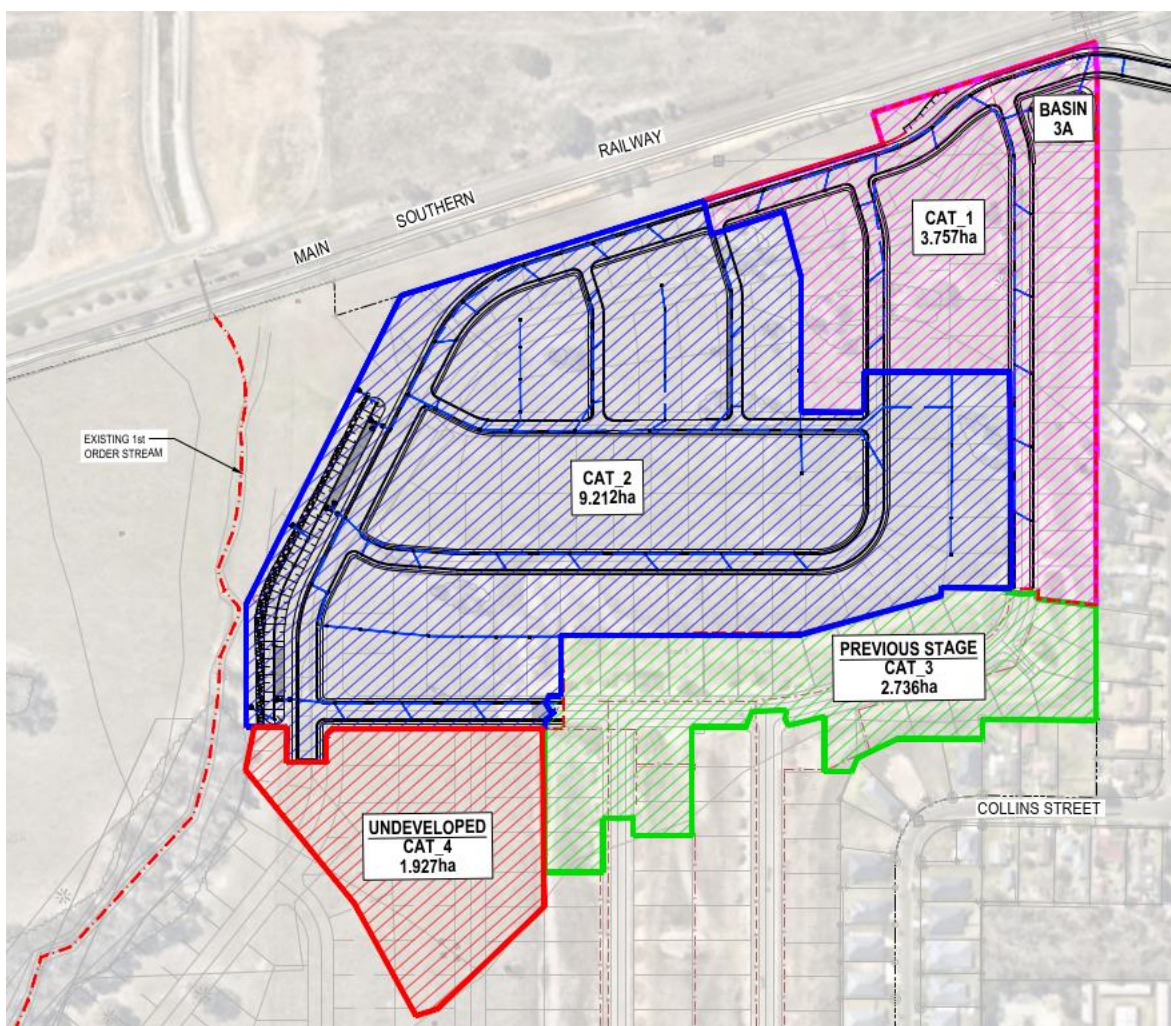 BASIN
3A
RAILWAY
SOUTHERN
MAIN
CAT_1
3.757ha
EXISTING 1st
ORDER STREAM
CAT_2
9.212ha
PREVIOUS STAGE
CAT_3
2.736ha
COLLINS STREET
UNDEVELOPED
CAT_4
1.927ha